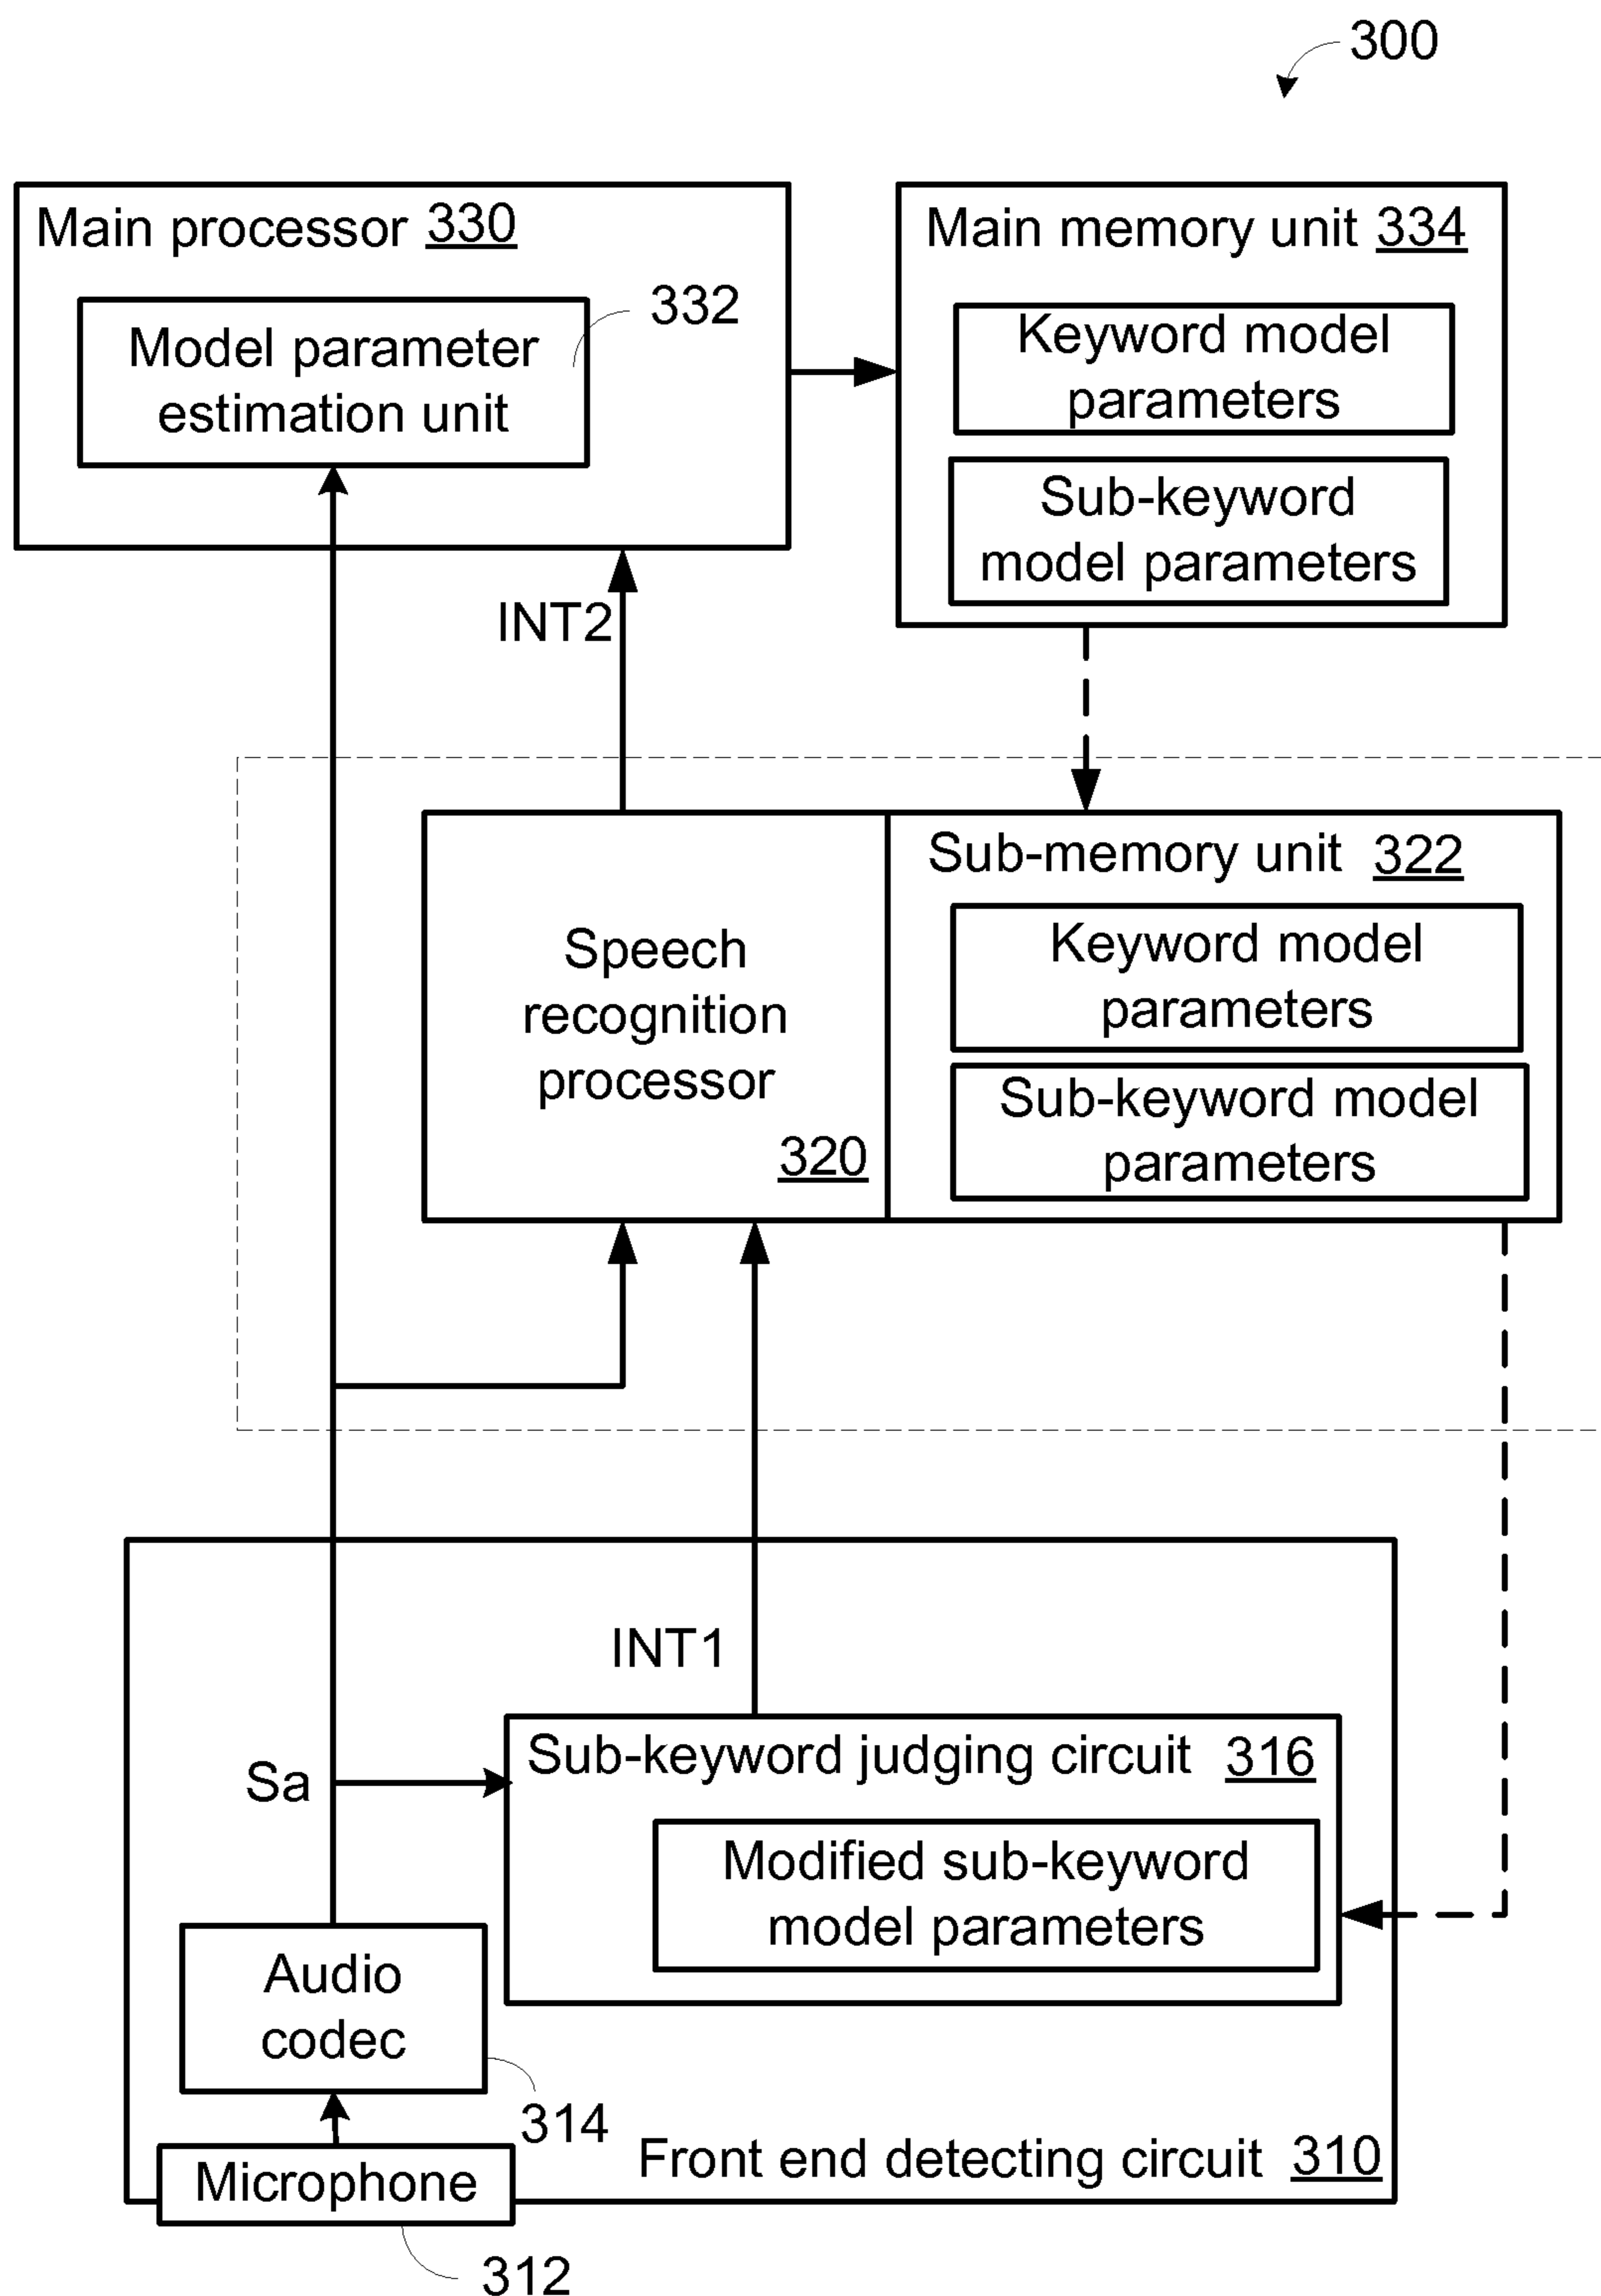 300
Main processor 330
332
Model parameter
estimation unit
Main memory unit 334
Keyword model
parameters
Sub-keyword
model parameters
INT2
Speech
recognition
processor
320
Sub-memory unit 322
Keyword model
parameters
Sub-keyword model
parameters
INT1
Sa
Sub-keyword judging circuit 316
Modified sub-keyword
model parameters
Audio
codec
314
Microphone
Front end detecting circuit 310
312